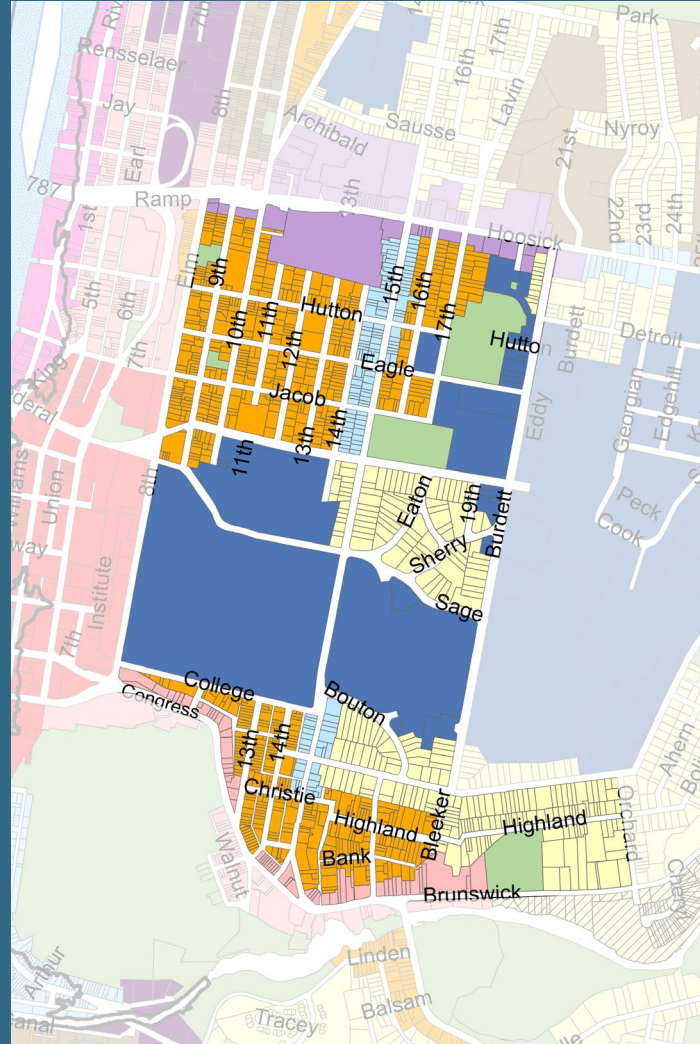 Park
17th
7th
Rensselaer
16th
Lavin
Jay
8th
Archibald
Sausse
Nyroy
21st
Earl
787
Ramp
13th
22nd
23rd
24th
1st
Hoosick
Elm
9th
15th
16th
5th
6th
Hutton
17th
10th
11th
12th
Hutto
Burdett
Detroit
7th
King
Eagle
Jacob
Eddy
Georgian
Edgehill
14th
13th
11th
8th
Williams
Union
Eaton
19th
Burdett
Peck
Cook
way
Sherry
Institute
Sage
7th
College
Congress
Bouton
13th
14th
Ahern
Christie
Highland
Bleeker
Highland
Orchard
Walnut
Bank
Brunswick
Arthur
Linden
Balsam
Tracey